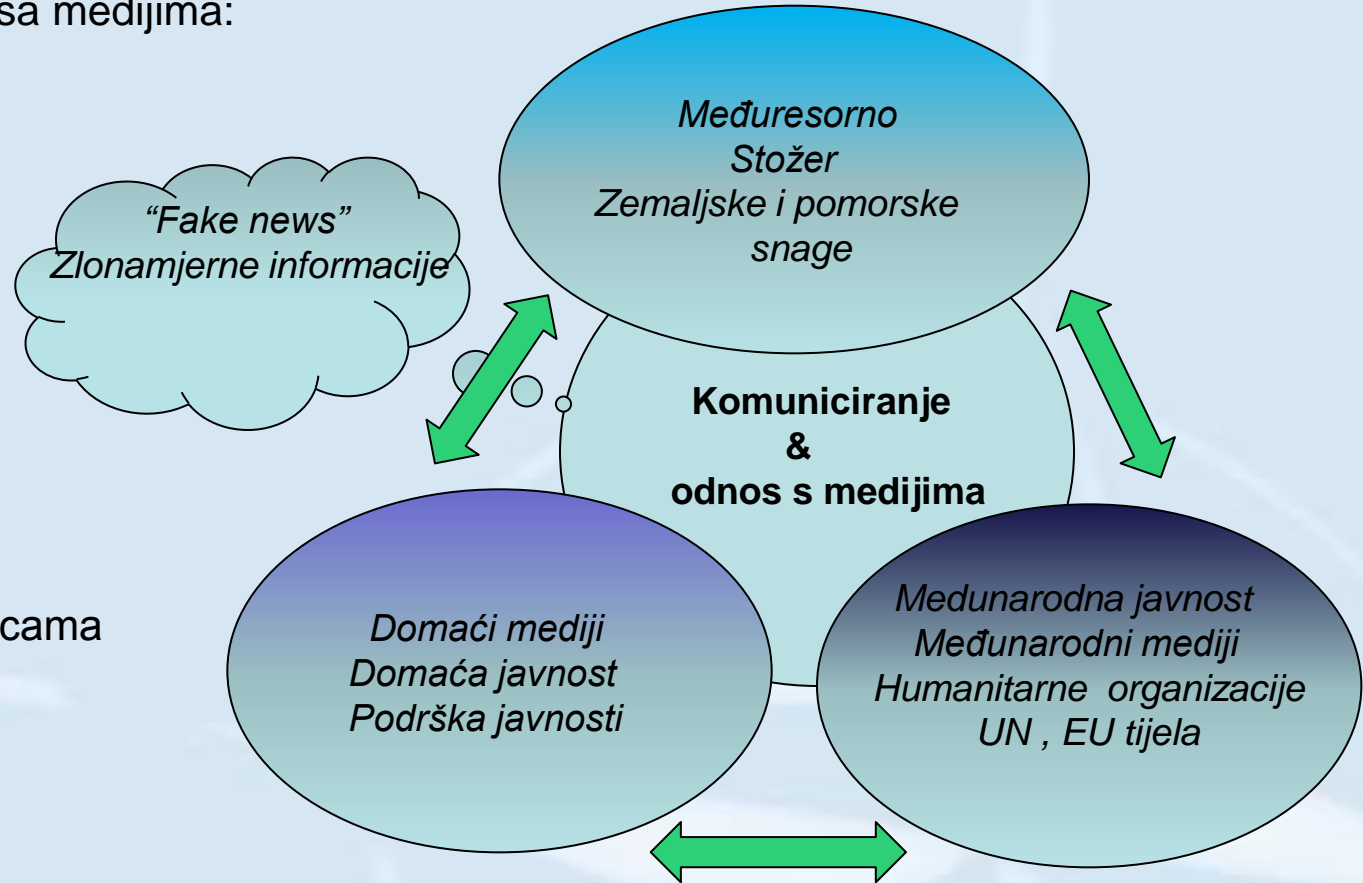 sa medijima:
Međuresorno
Stožer
Zemaljske i pomorske
snage
“Fake news”
Zlonamjerne informacije
Komuniciranje
&
odnos s medijima
cama
Domaći mediji
Domaća javnost
Podrška javnosti
Medunarodna javnost
Međunarodni mediji
Humanitarne organizacije
UN , EU tijela